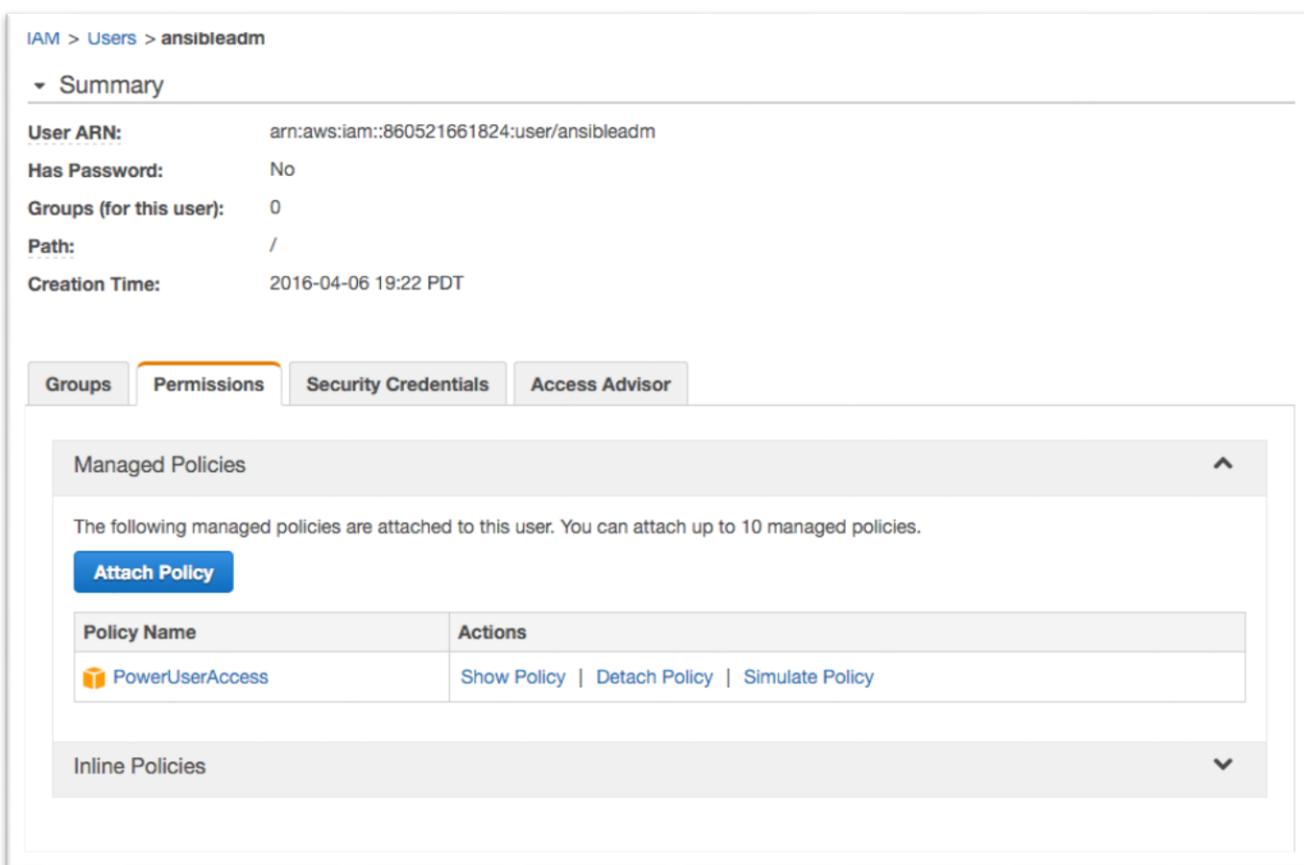 IAM > Users > ansibleadm
Summary
User ARN: arn:aws:iam::860521661824:user/ansibleadm
Has Password: No
Groups (for this user): 0
Path: /
Creation Time: 2016-04-06 19:22 PDT
Groups Permissions Security Credentials Access Advisor
Managed Policies
The following managed policies are attached to this user. You can attach up to 10 managed policies.
Attach Policy
Policy Name Actions
PowerUserAccess Show Policy | Detach Policy | Simulate Policy
Inline Policies